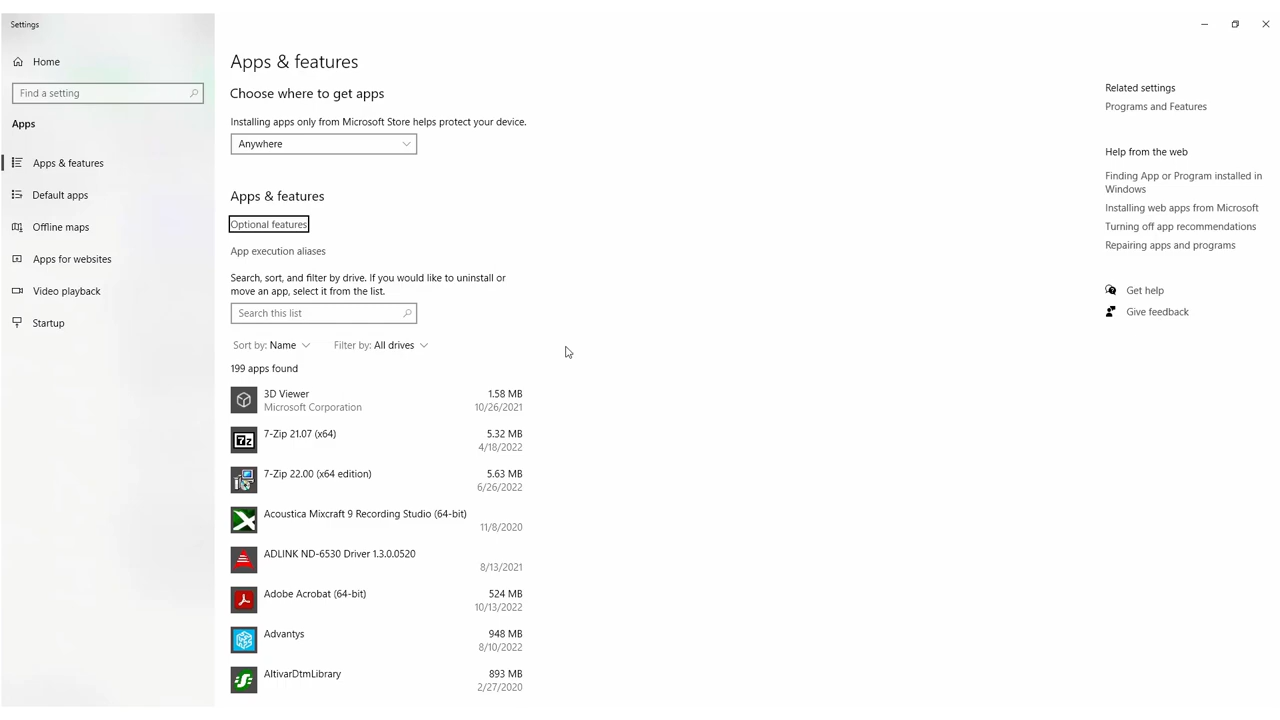 Settings
Home
Find a setting
Apps
Apps & features
Default apps
Offline maps
Apps for websites
Video playback
Startup
Apps & features
Choose where to get apps
Installing apps only from Microsoft Store helps protect your device.
Anywhere
Apps & features
Optional features
App execution aliases
Search, sort, and filter by drive. If you would like to uninstall or
move an app, select it from the list.
Search this list
Sort by: Name Filter by: All drives
199 apps found
3D Viewer 1.58 MB
Microsoft Corporation 10/26/2021
7-Zip 21.07 (x64) 5.32 MB
4/18/2022
7-Zip 22.00 (x64 edition) 5.63 MB
6/26/2022
Acoustica Mixcraft 9 Recording Studio (64-bit)
11/8/2020
ADLINK ND-6530 Driver 1.3.0.0520
8/13/2021
Adobe Acrobat (64-bit) 524 MB
10/13/2022
Advantys 948 MB
8/10/2022
AltivarDtmLibrary 893 MB
2/27/2020
Related settings
Programs and Features
Help from the web
Finding App or Program installed in
Windows
Installing web apps from Microsoft
Turning off app recommendations
Repairing apps and programs
Get help
Give feedback